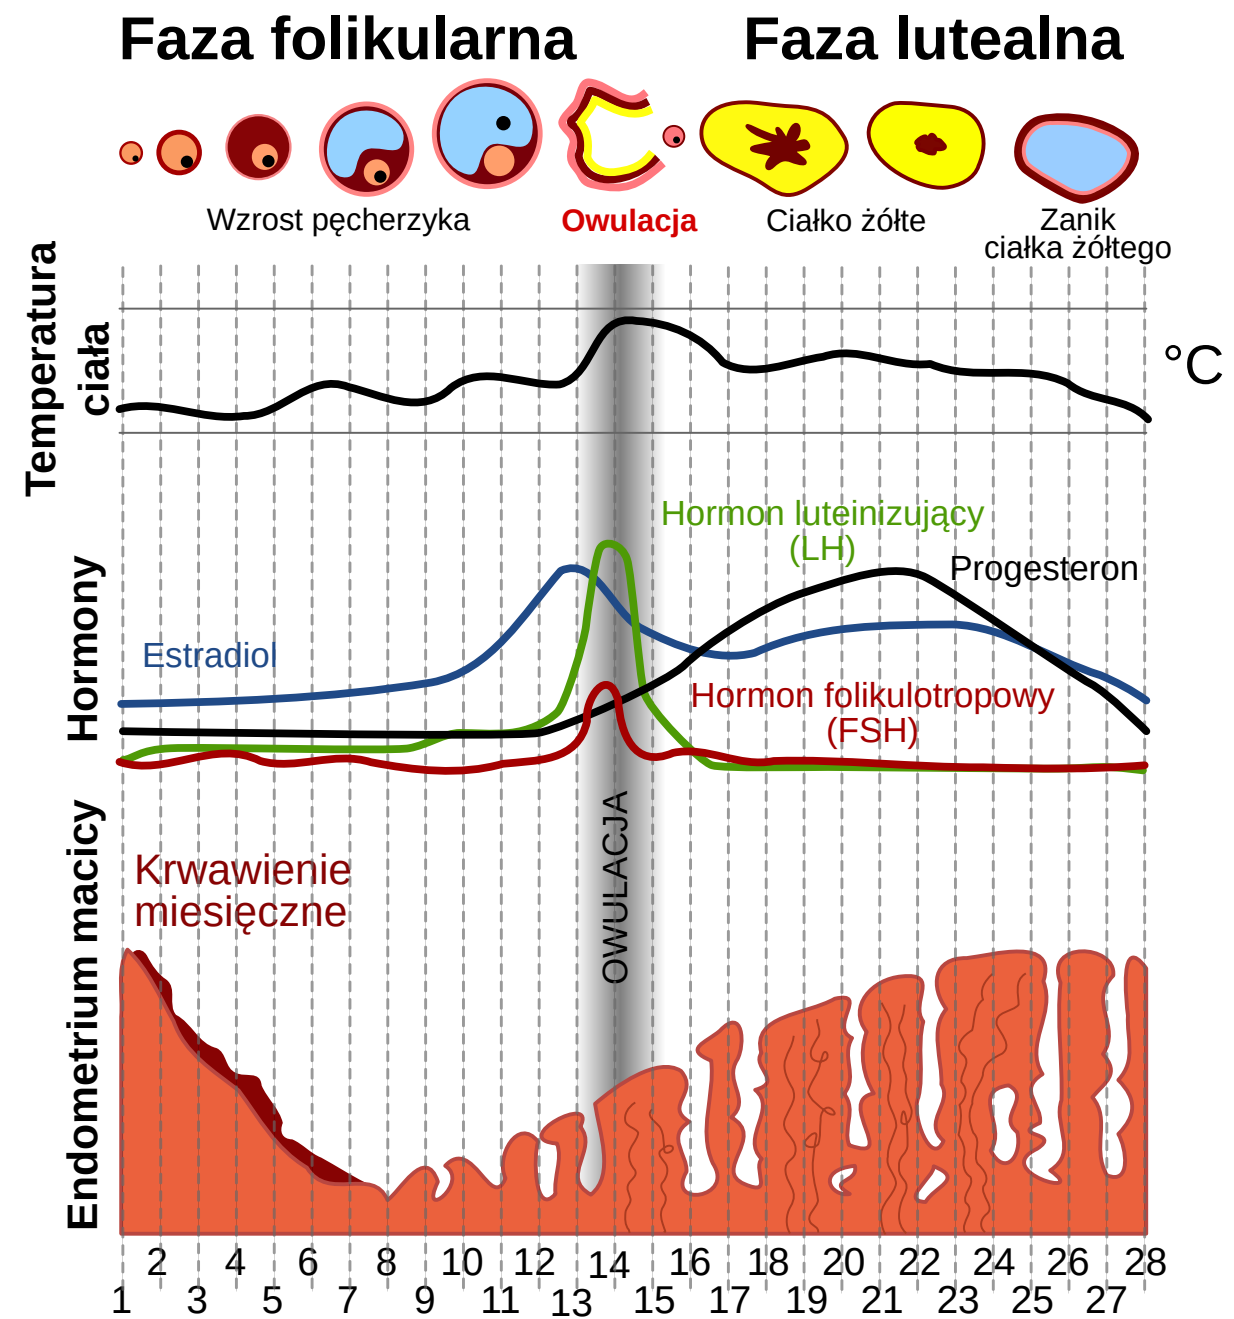 Faza folikularna
Faza lutealna
Wzrost pęcherzyka
Owulacja
Ciałko żółte
Zanik
ciałka żółtego
Temperatura
ciała
°C
Hormony
Hormon luteinizujący
(LH)
Progesteron
Estradiol
Hormon folikulotropowy
(FSH)
OWULACJA
Endometrium macicy
Krwawienie
miesięczne
2 4 6 8 10 12 14 16 18 20 22 24 26 28
1 3 5 7 9 11 13 15 17 19 21 23 25 27